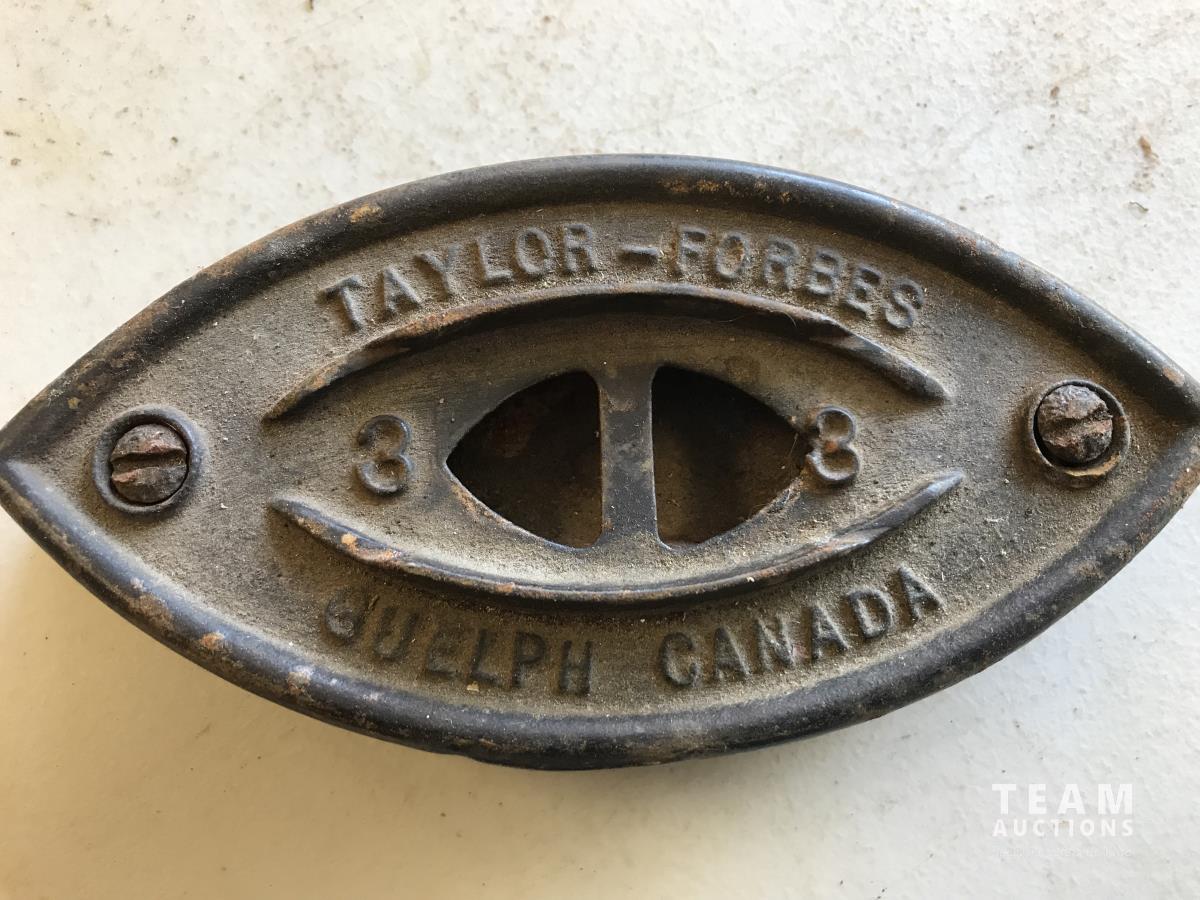 TAYLOR-FORBES
3 3
GUELPH CANADA
TEAM
AUCTIONS